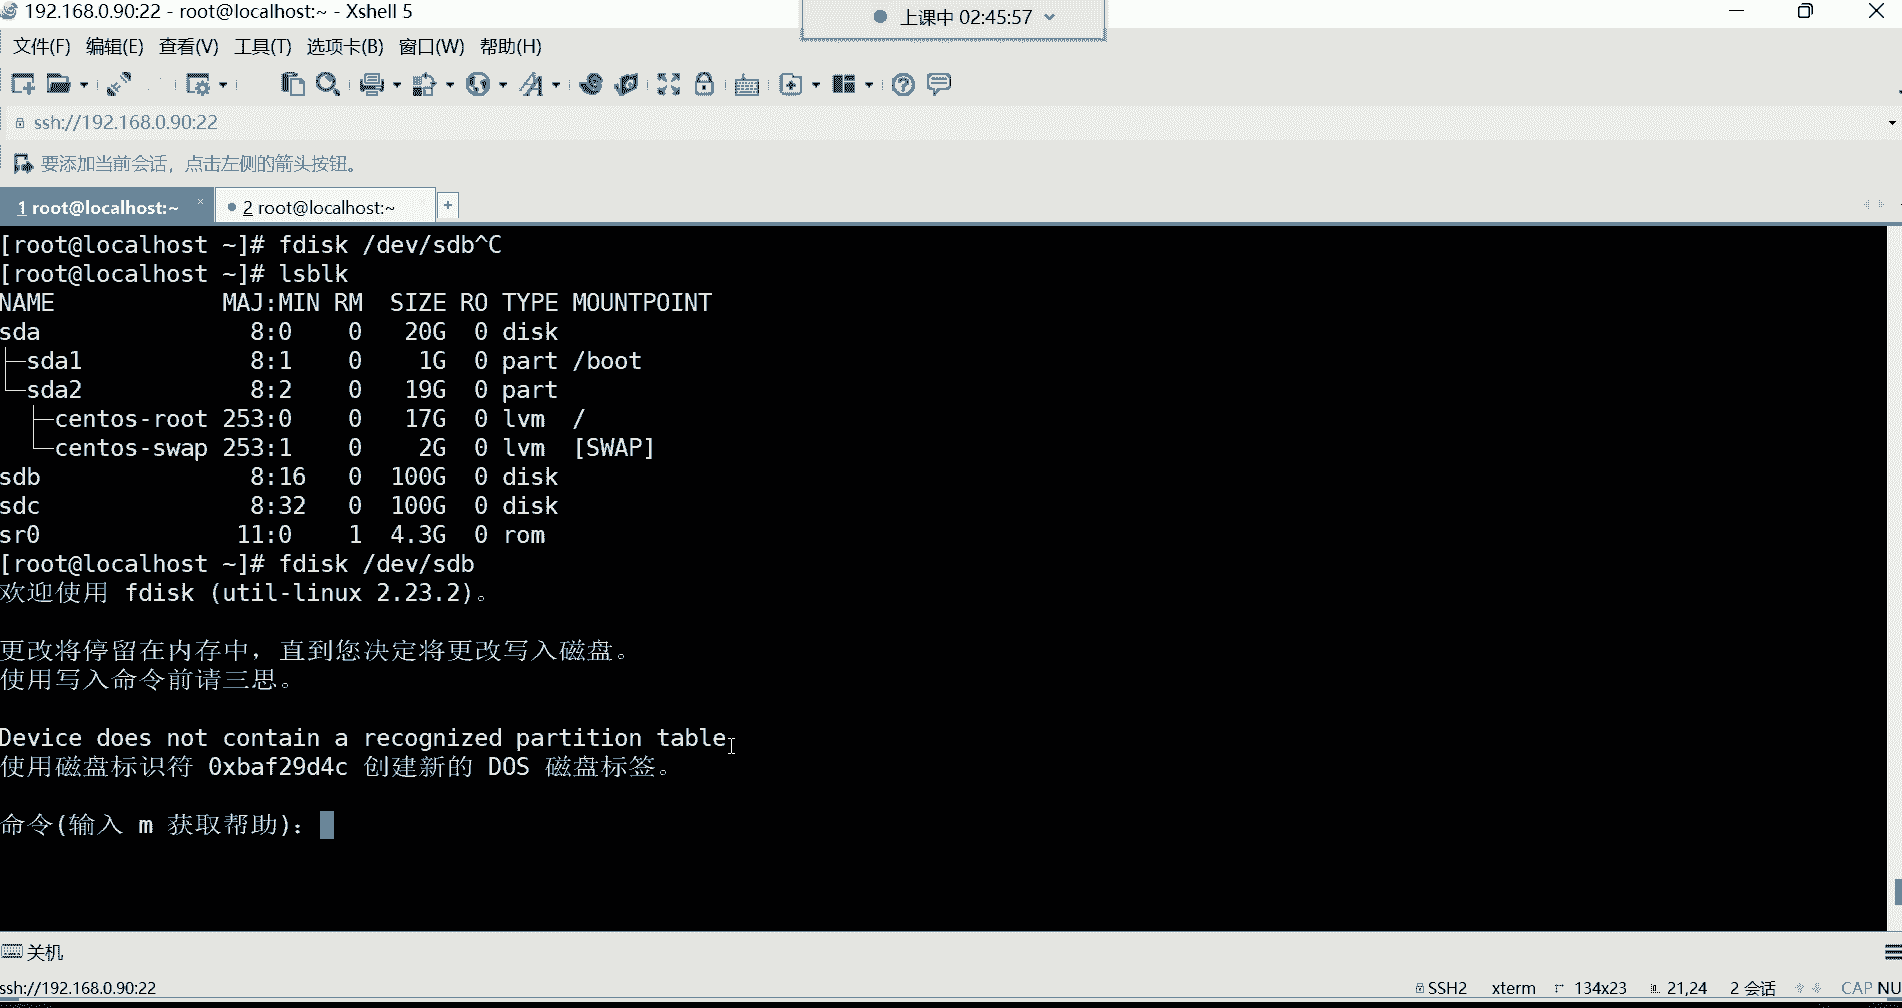 192.168.0.90:22 - root@localhost:~ - Xshell 5
上课中 02:45:57
文件(F) 编辑(E) 查看(V) 工具(T) 选项卡(B) 窗口(W) 帮助(H)
ssh://192.168.0.90:22
要添加当前会话，点击左侧的箭头按钮。
1 root@localhost:~ × 2 root@localhost:~ +
[root@localhost ~]# fdisk /dev/sdb^C
[root@localhost ~]# lsblk
NAME MAJ:MIN RM SIZE RO TYPE MOUNTPOINT
sda 8:0 0 20G 0 disk
├─sda1 8:1 0 1G 0 part /boot
└─sda2 8:2 0 19G 0 part
├─centos-root 253:0 0 17G 0 lvm /
└─centos-swap 253:1 0 2G 0 lvm [SWAP]
sdb 8:16 0 100G 0 disk
sdc 8:32 0 100G 0 disk
sr0 11:0 1 4.3G 0 rom
[root@localhost ~]# fdisk /dev/sdb
欢迎使用 fdisk (util-linux 2.23.2)。
更改将停留在内存中，直到您决定将更改写入磁盘。
使用写入命令前请三思。
Device does not contain a recognized partition table
使用磁盘标识符 0xbaf29d4c 创建新的 DOS 磁盘标签。
命令(输入 m 获取帮助)：
关机
ssh://192.168.0.90:22 SSH2 xterm 134x23 21,24 2 会话 CAP NU